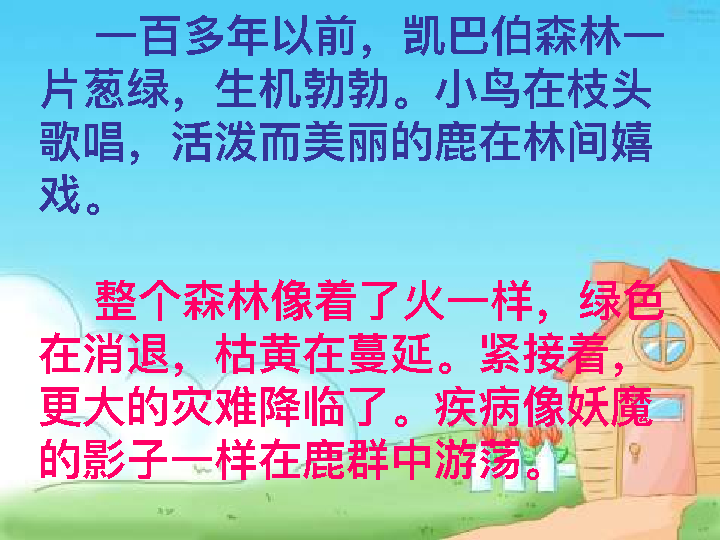 一百多年以前，凯巴伯森林一
片葱绿，生机勃勃。小鸟在枝头
歌唱，活泼而美丽的鹿在林间嬉
戏。
整个森林像着了火一样，绿色
在消退，枯黄在蔓延。紧接着，
更大的灾难降临了。疾病像妖魔
的影子一样在鹿群中游荡。